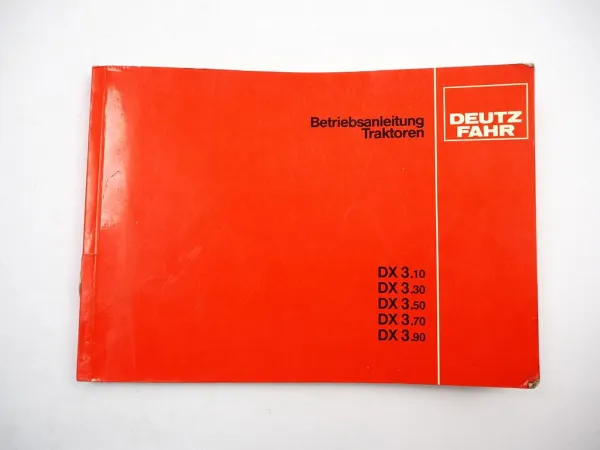 Betriebsanleitung
Traktoren
DEUTZ
FAHR
DX 3.10
DX 3.30
DX 3.50
DX 3.70
DX 3.90